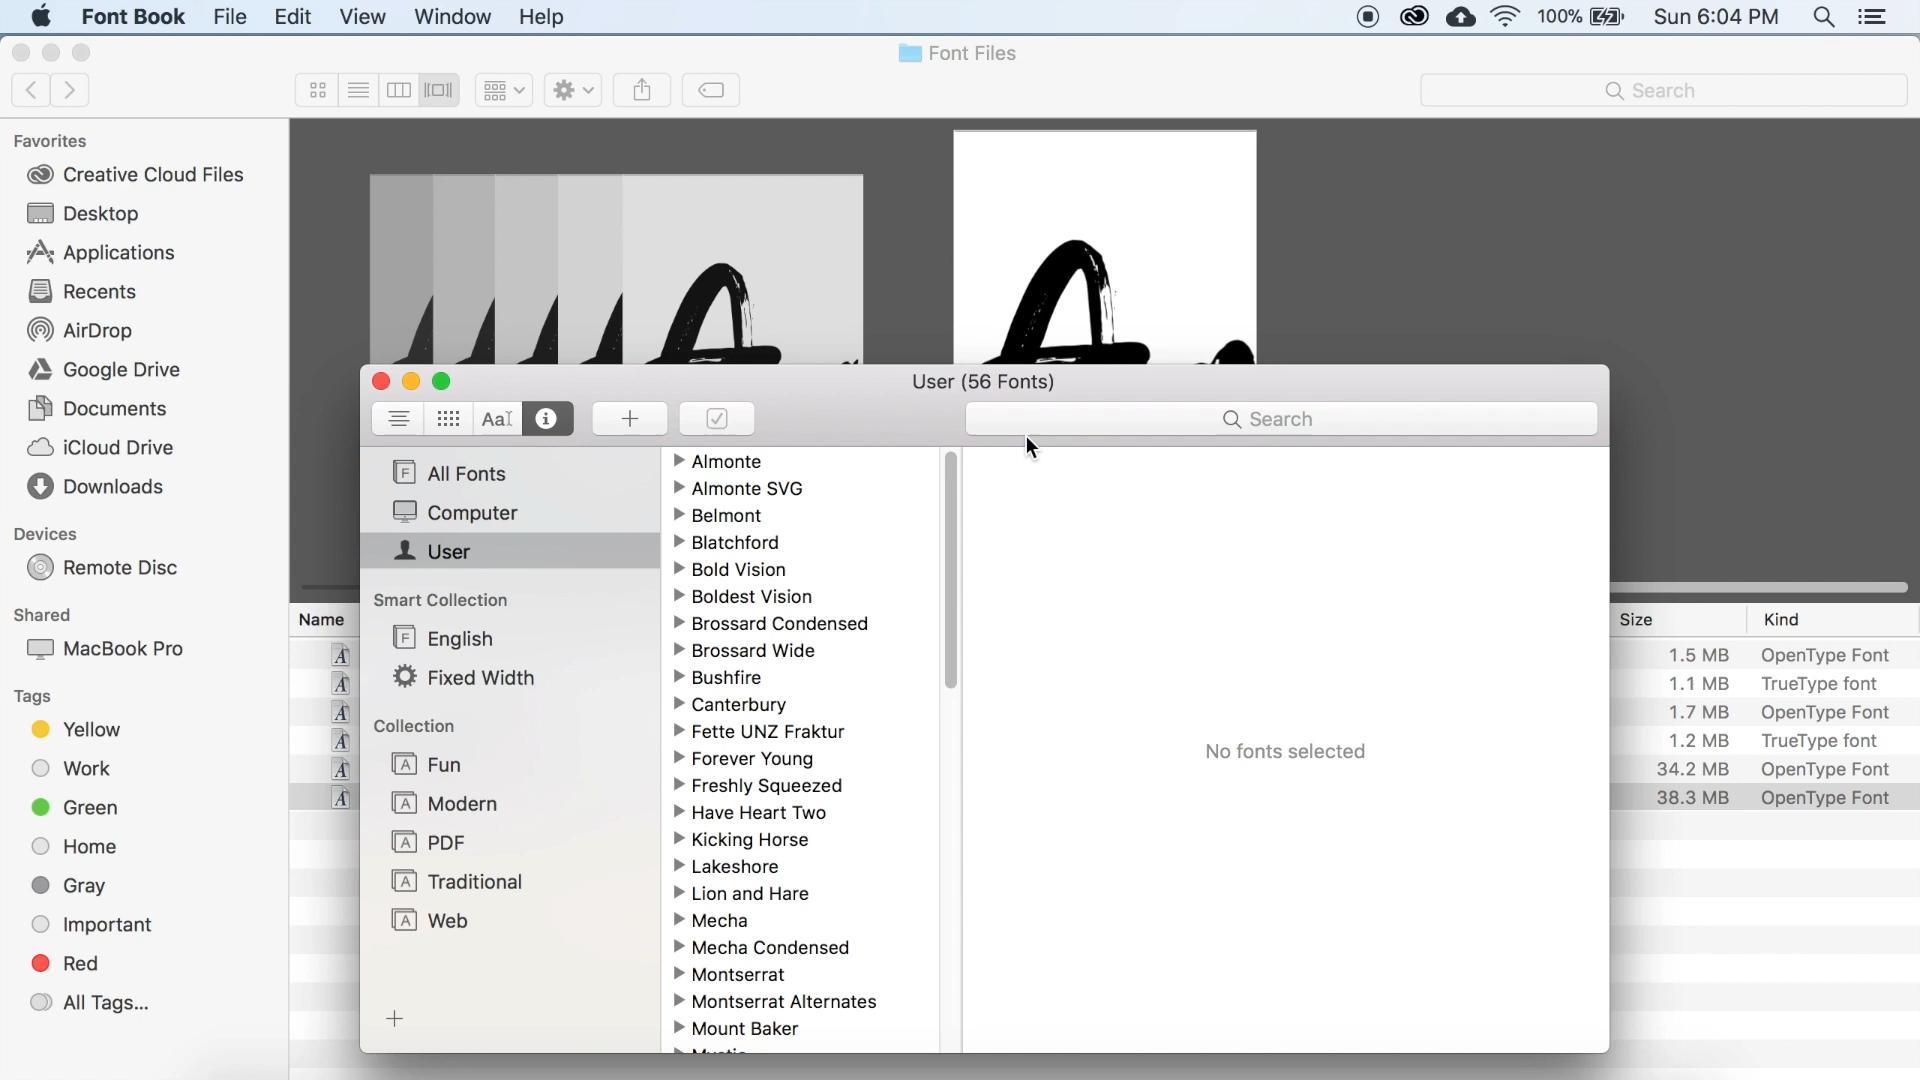 Font Book File Edit View Window Help 100% Sun 6:04 PM
Font Files
Search
Favorites
Creative Cloud Files
Desktop
Applications
Recents
AirDrop
Google Drive
Documents
iCloud Drive
Downloads
Devices
Remote Disc
Shared
MacBook Pro
Tags
Yellow
Work
Green
Home
Gray
Important
Red
All Tags...
User (56 Fonts)
Search
All Fonts
Computer
User
Smart Collection
English
Fixed Width
Collection
Fun
Modern
PDF
Traditional
Web
Almonte
Almonte SVG
Belmont
Blatchford
Bold Vision
Boldest Vision
Brossard Condensed
Brossard Wide
Bushfire
Canterbury
Fette UNZ Fraktur
Forever Young
Freshly Squeezed
Have Heart Two
Kicking Horse
Lakeshore
Lion and Hare
Mecha
Mecha Condensed
Montserrat
Montserrat Alternates
Mount Baker
No fonts selected
Name Size Kind
1.5 MB OpenType Font
1.1 MB TrueType font
1.7 MB OpenType Font
1.2 MB TrueType font
34.2 MB OpenType Font
38.3 MB OpenType Font